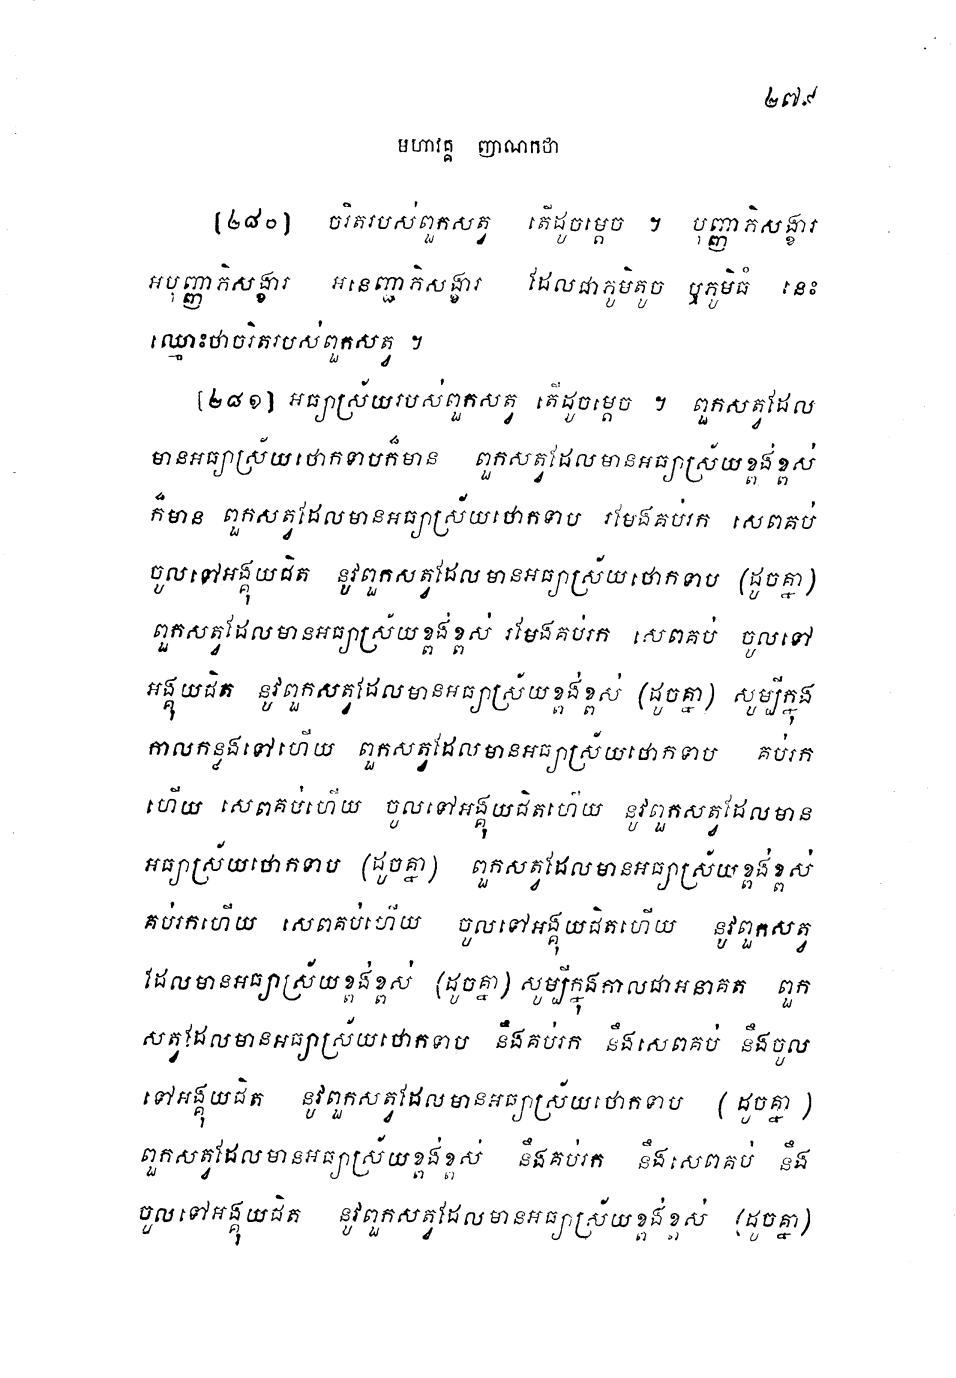 ២៧៩
មហាវគ្គ ញាណកថា
(២៨០) ចរិតរបស់ពួកសត្វ តើដូចម្តេច ។ បុញ្ញាភិសង្ខារ
អបុញ្ញាភិសង្ខារ អនេញ្ជាភិសង្ខារ ដែលជាភូមិតូច ឬភូមិធំ នេះ
ឈ្មោះថាចរិតរបស់ពួកសត្វ ។
(២៨១) អធ្យាស្រ័យរបស់ពួកសត្វ តើដូចម្តេច ។ ពួកសត្វដែល
មានអធ្យាស្រ័យថោកទាបក៏មាន ពួកសត្វដែលមានអធ្យាស្រ័យខ្ពង់ខ្ពស់
ក៏មាន ពួកសត្វដែលមានអធ្យាស្រ័យថោកទាប រមែងគប់រក សេពគប់
ចូលទៅអង្គុយជិត នូវពួកសត្វដែលមានអធ្យាស្រ័យថោកទាប (ដូចគ្នា)
ពួកសត្វដែលមានអធ្យាស្រ័យខ្ពង់ខ្ពស់ រមែងគប់រក សេពគប់ ចូលទៅ
អង្គុយជិត នូវពួកសត្វដែលមានអធ្យាស្រ័យខ្ពង់ខ្ពស់ (ដូចគ្នា) សូម្បីក្នុង
កាលកន្លងទៅហើយ ពួកសត្វដែលមានអធ្យាស្រ័យថោកទាប គប់រក
ហើយ សេពគប់ហើយ ចូលទៅអង្គុយជិតហើយ នូវពួកសត្វដែលមាន
អធ្យាស្រ័យថោកទាប (ដូចគ្នា) ពួកសត្វដែលមានអធ្យាស្រ័យខ្ពង់ខ្ពស់
គប់រកហើយ សេពគប់ហើយ ចូលទៅអង្គុយជិតហើយ នូវពួកសត្វ
ដែលមានអធ្យាស្រ័យខ្ពង់ខ្ពស់ (ដូចគ្នា) សូម្បីក្នុងកាលជាអនាគត ពួក
សត្វដែលមានអធ្យាស្រ័យថោកទាប នឹងគប់រក នឹងសេពគប់ នឹងចូល
ទៅអង្គុយជិត នូវពួកសត្វដែលមានអធ្យាស្រ័យថោកទាប (ដូចគ្នា)
ពួកសត្វដែលមានអធ្យាស្រ័យខ្ពង់ខ្ពស់ នឹងគប់រក នឹងសេពគប់ នឹង
ចូលទៅអង្គុយជិត នូវពួកសត្វដែលមានអធ្យាស្រ័យខ្ពង់ខ្ពស់ (ដូចគ្នា)